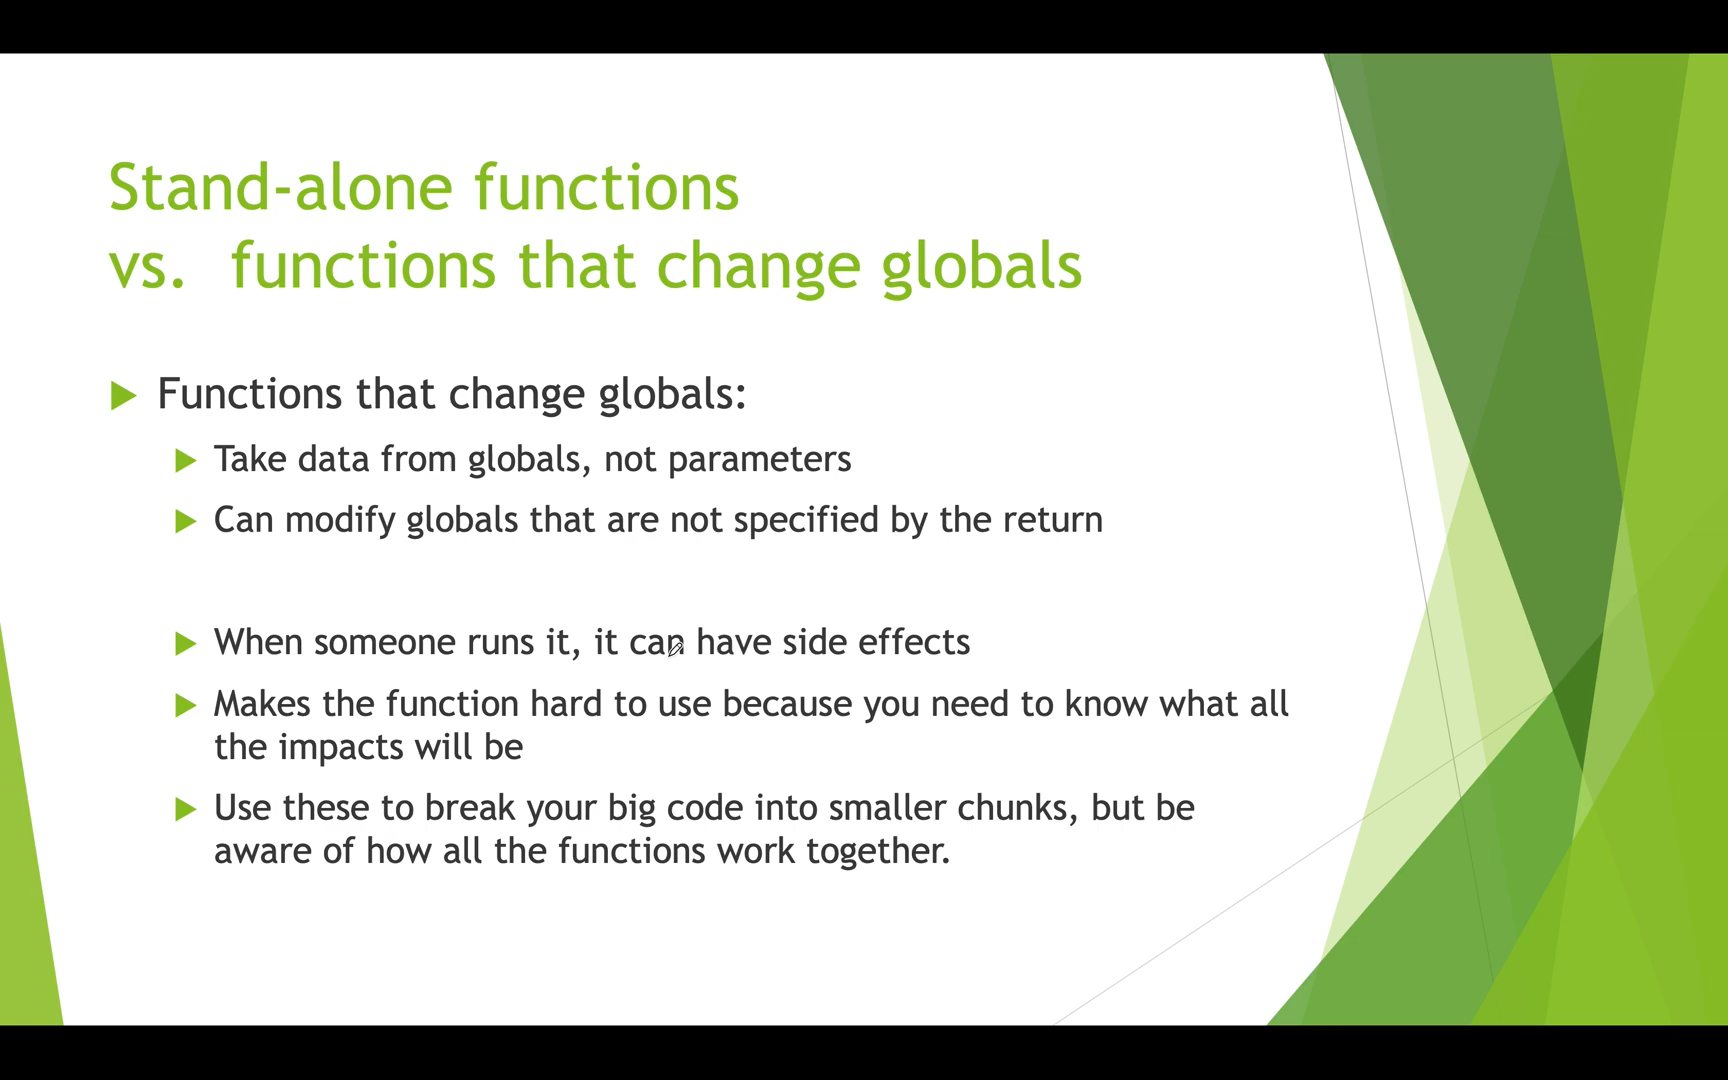 Stand-alone functions
vs. functions that change globals
Functions that change globals:
Take data from globals, not parameters
Can modify globals that are not specified by the return
When someone runs it, it can have side effects
Makes the function hard to use because you need to know what all
the impacts will be
Use these to break your big code into smaller chunks, but be
aware of how all the functions work together.